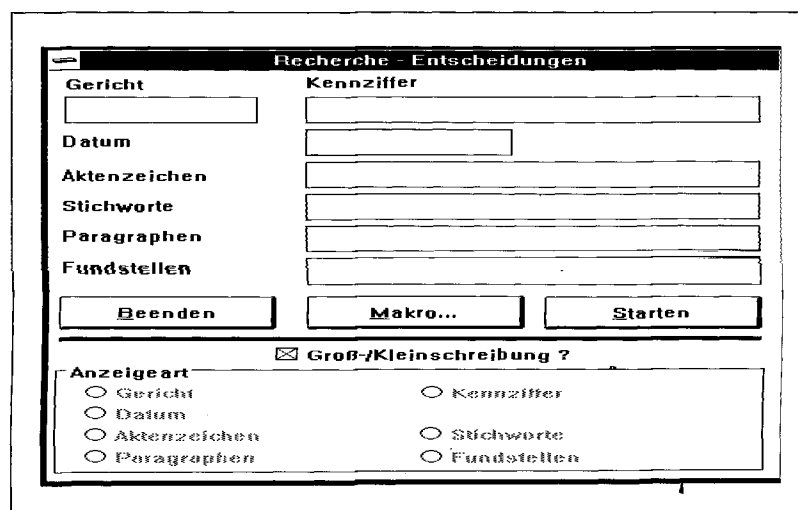 Recherche - Entscheidungen
Gericht Kennziffer
Datum
Aktenzeichen
Stichworte
Paragraphen
Fundstellen
Beenden Makro... Starten
Groß-/Kleinschreibung ?
Anzeigeart
Gericht Kennziffer
Datum
Aktenzeichen Stichworte
Paragraphen Fundstellen